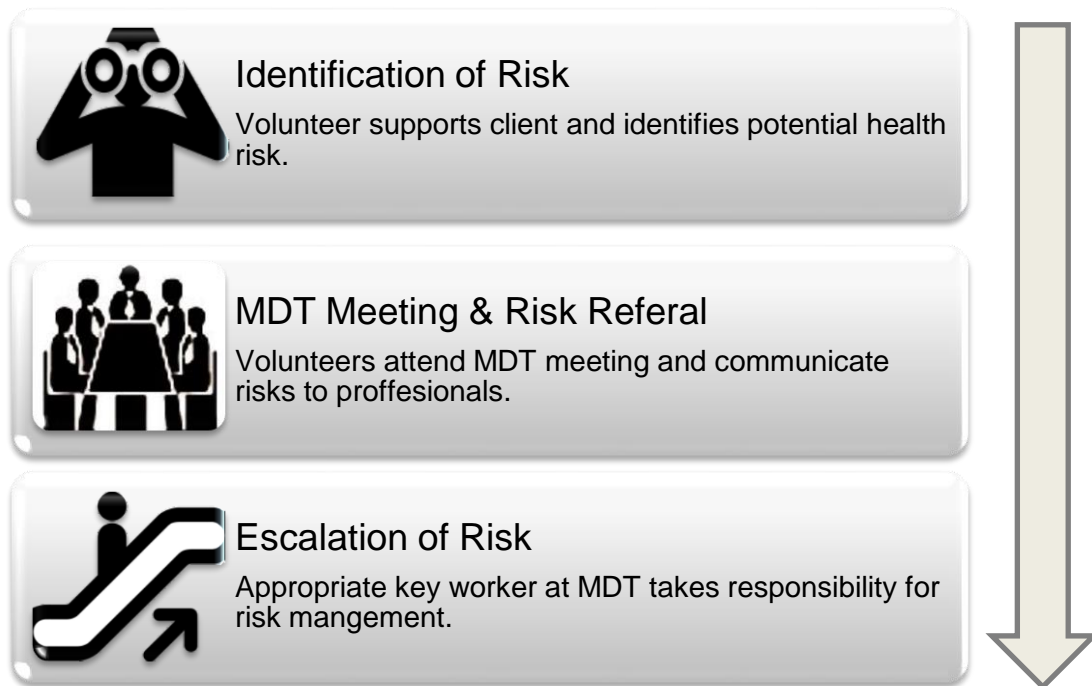 Identification of Risk
Volunteer supports client and identifies potential health
risk.
MDT Meeting & Risk Referal
Volunteers attend MDT meeting and communicate
risks to proffesionals.
Escalation of Risk
Appropriate key worker at MDT takes responsibility for
risk mangement.